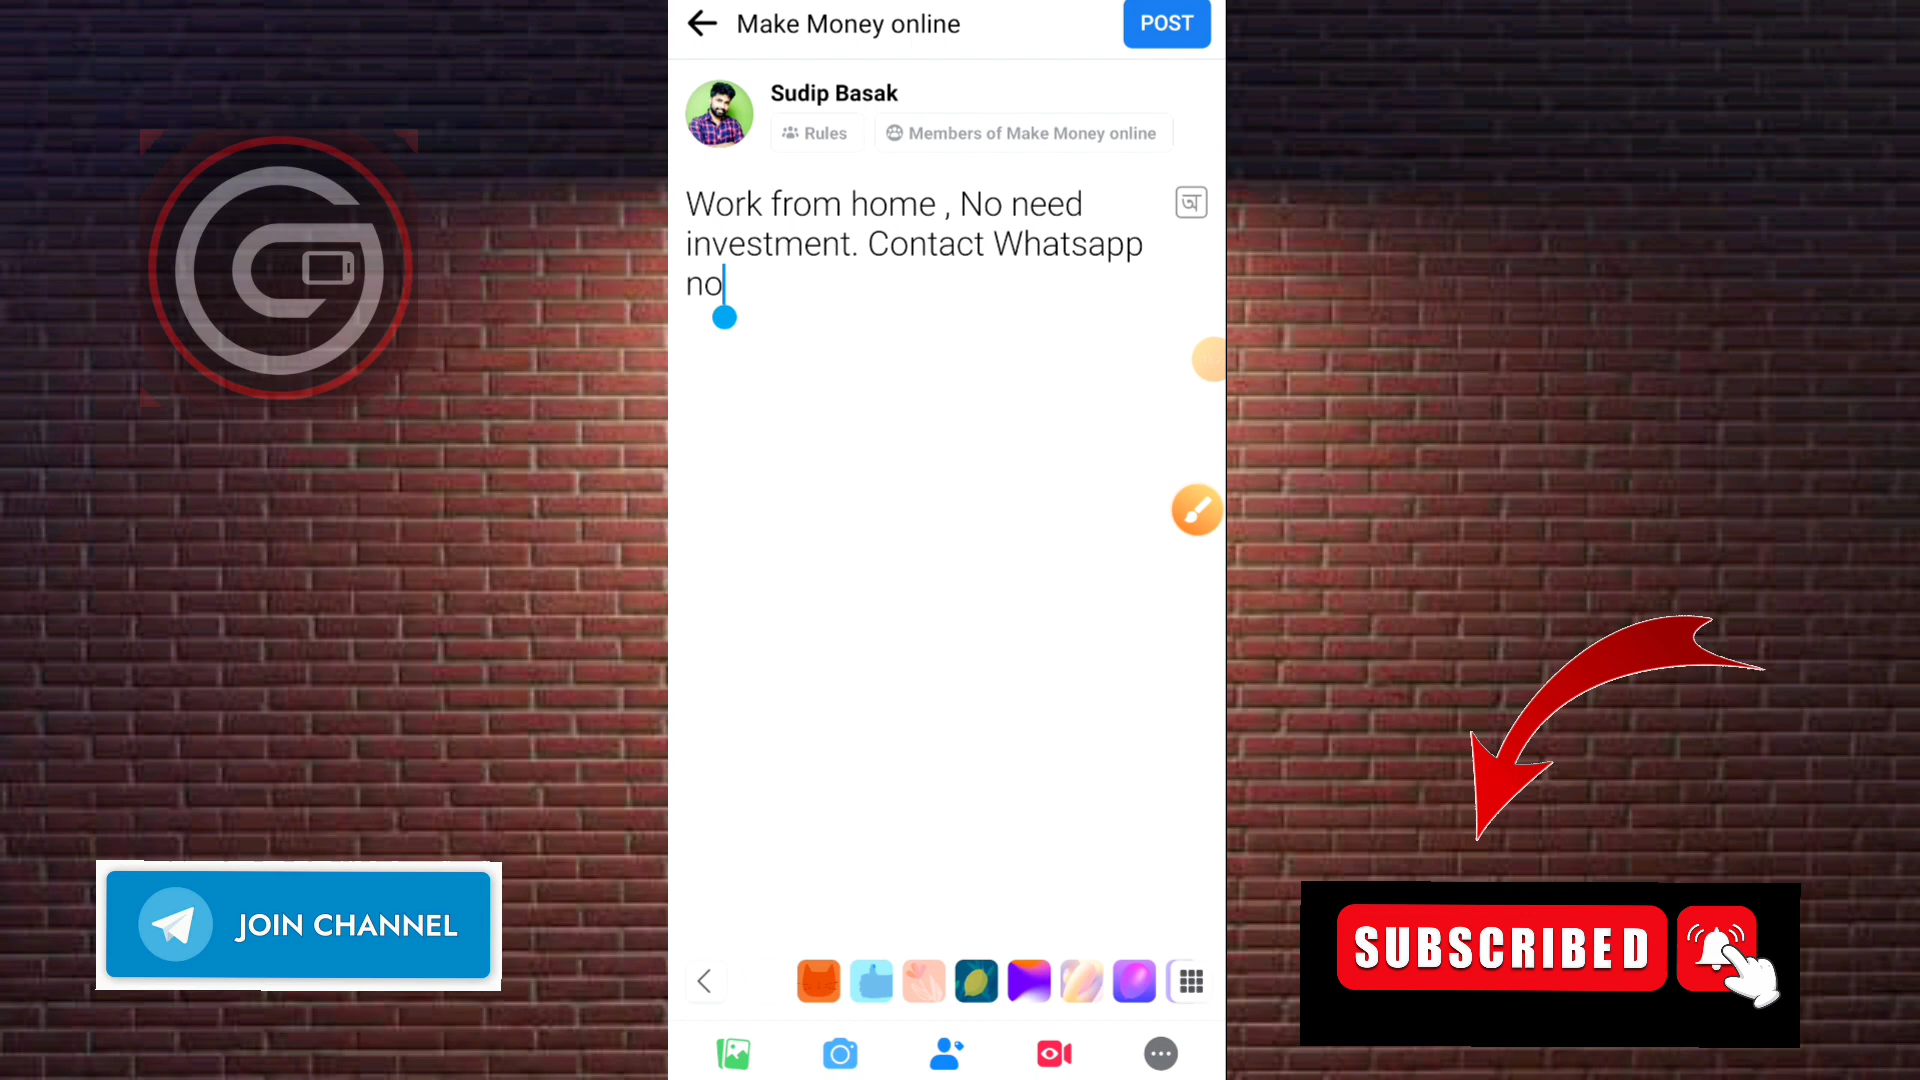 Make Money online
POST
Sudip Basak
Rules
Members of Make Money online
Work from home , No need
investment. Contact Whatsapp
no
অ
JOIN CHANNEL
SUBSCRIBED